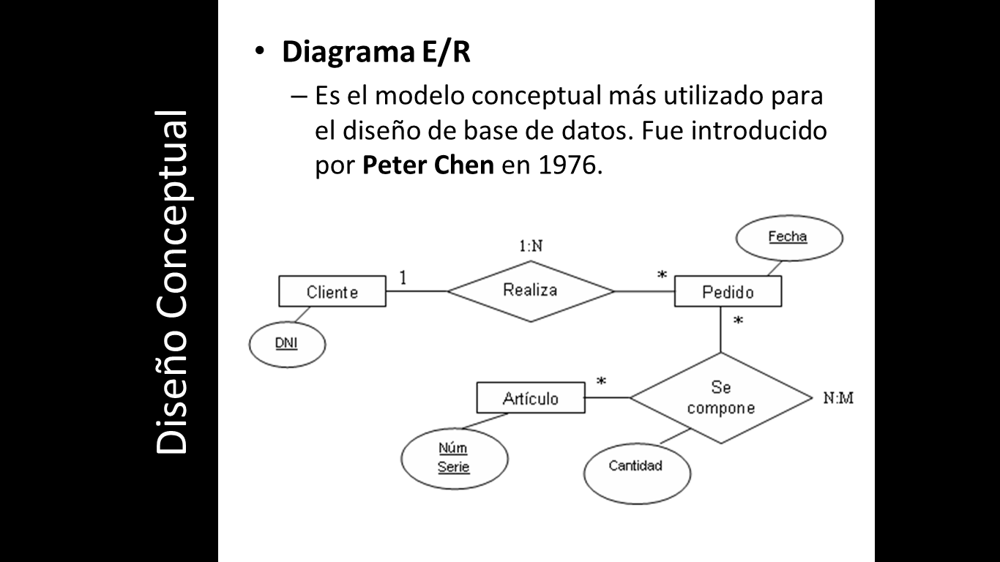 Diseño Conceptual
• Diagrama E/R
– Es el modelo conceptual más utilizado para
el diseño de base de datos. Fue introducido
por Peter Chen en 1976.
Fecha
1:N
1
*
Cliente
Realiza
Pedido
*
DNI
*
Se
compone
Artículo
N:M
Núm
Serie
Cantidad